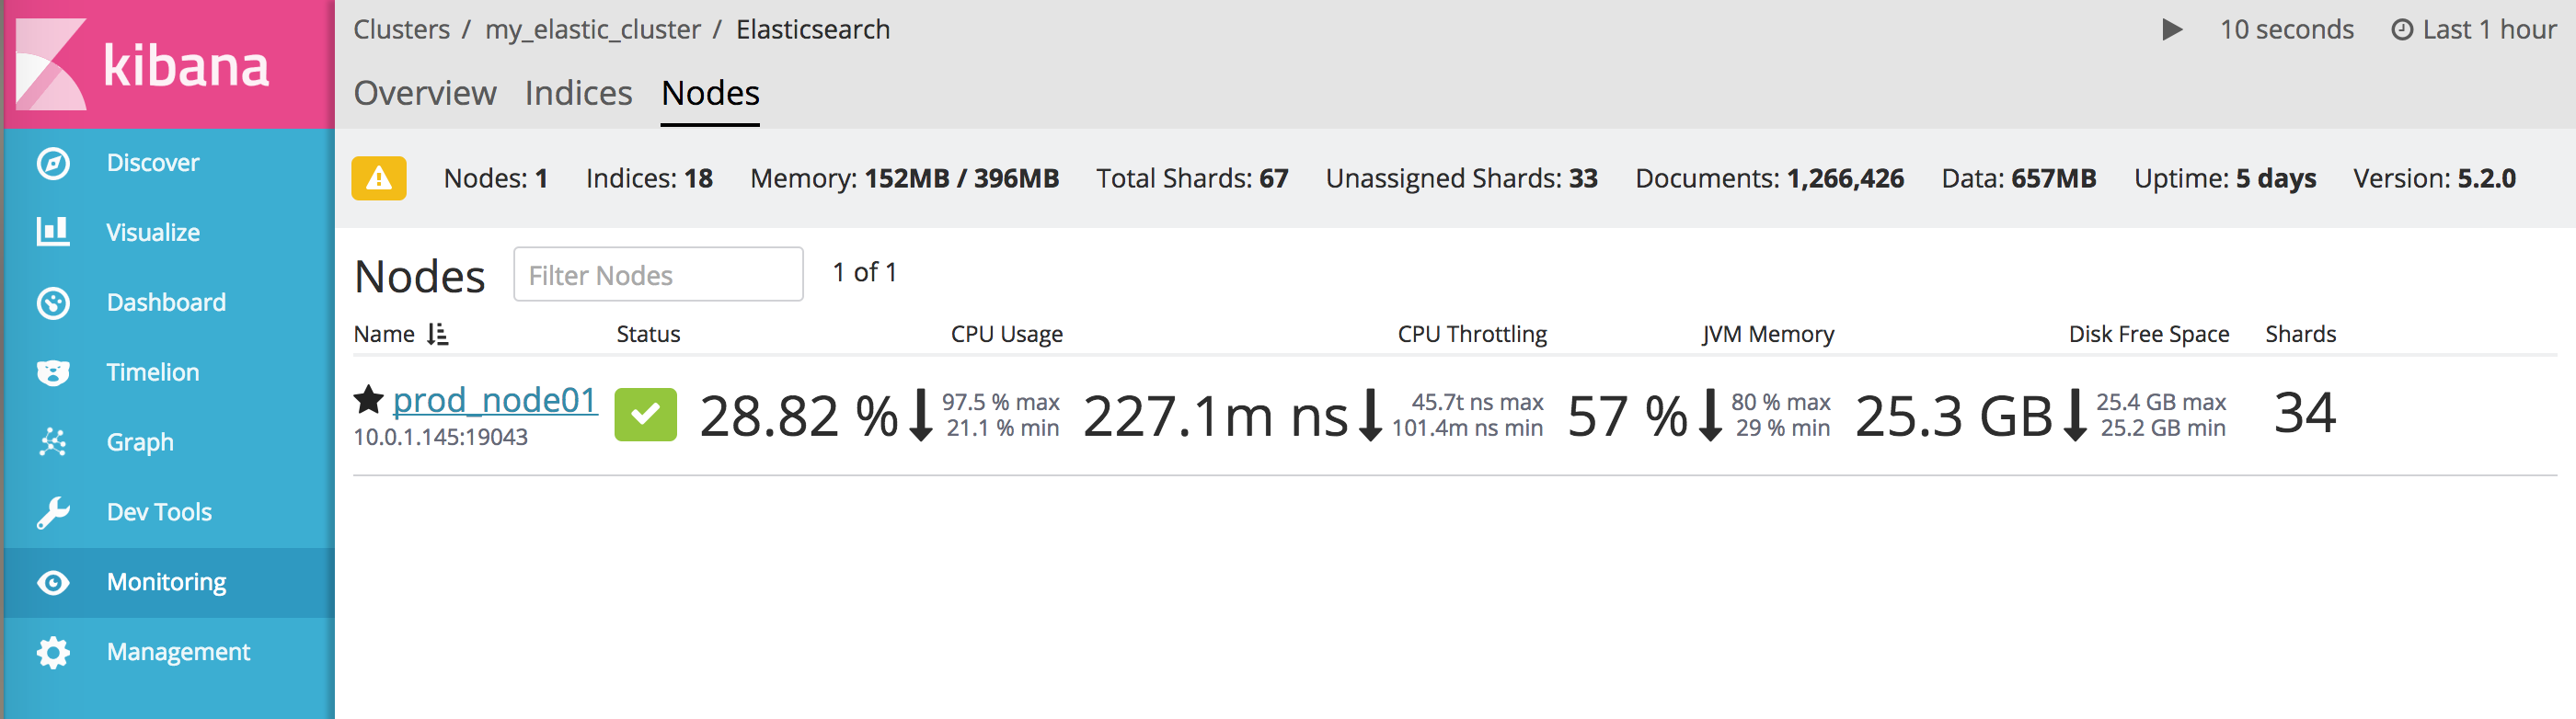 kibana
Discover
Visualize
Dashboard
Timelion
Graph
Dev Tools
Monitoring
Management
Clusters / my_elastic_cluster / Elasticsearch
10 seconds Last 1 hour
Overview Indices Nodes
Nodes: 1 Indices: 18 Memory: 152MB / 396MB Total Shards: 67 Unassigned Shards: 33 Documents: 1,266,426 Data: 657MB Uptime: 5 days Version: 5.2.0
Nodes Filter Nodes 1 of 1
Name Status CPU Usage CPU Throttling JVM Memory Disk Free Space Shards
prod_node01 28.82 % 97.5 % max 227.1m ns 45.7t ns max 57 % 80 % max 25.3 GB 25.4 GB max 34
10.0.1.145:19043 21.1 % min 101.4m ns min 29 % min 25.2 GB min